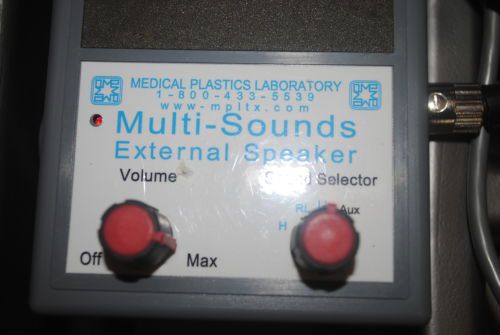 MEDICAL PLASTICS LABORATORY
1-800-433-5539
www-mpltx.com
Multi-Sounds
External Speaker
Volume
Selector
H
Aux
Off
Max